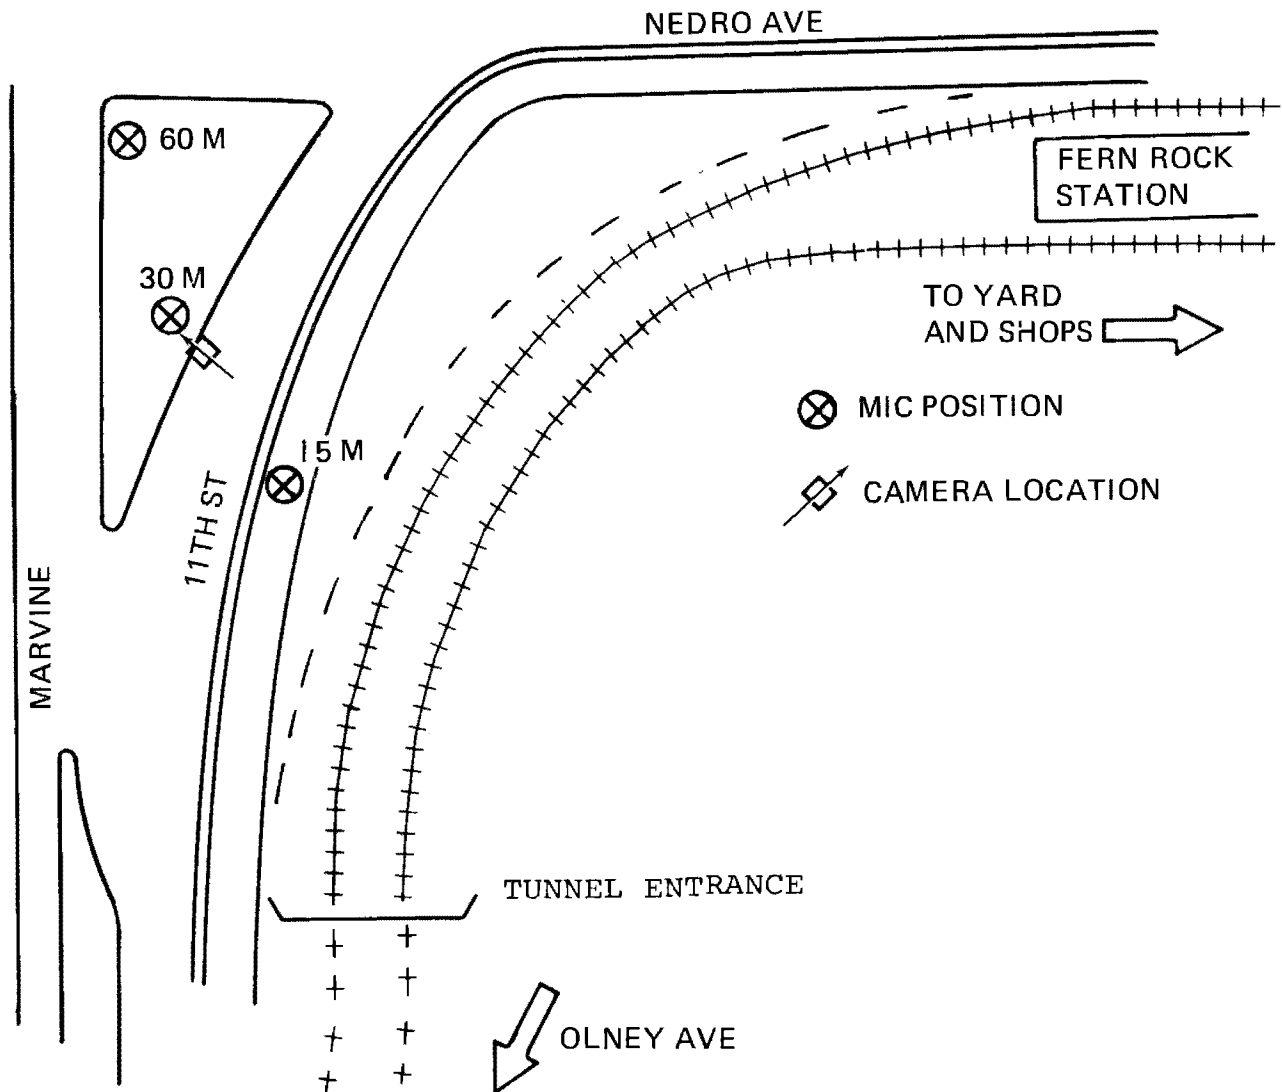 NEDRO AVE
60 M
FERN ROCK
STATION
30 M
TO YARD
AND SHOPS
MIC POSITION
15 M
CAMERA LOCATION
11TH ST
MARVINE
TUNNEL ENTRANCE
OLNEY AVE